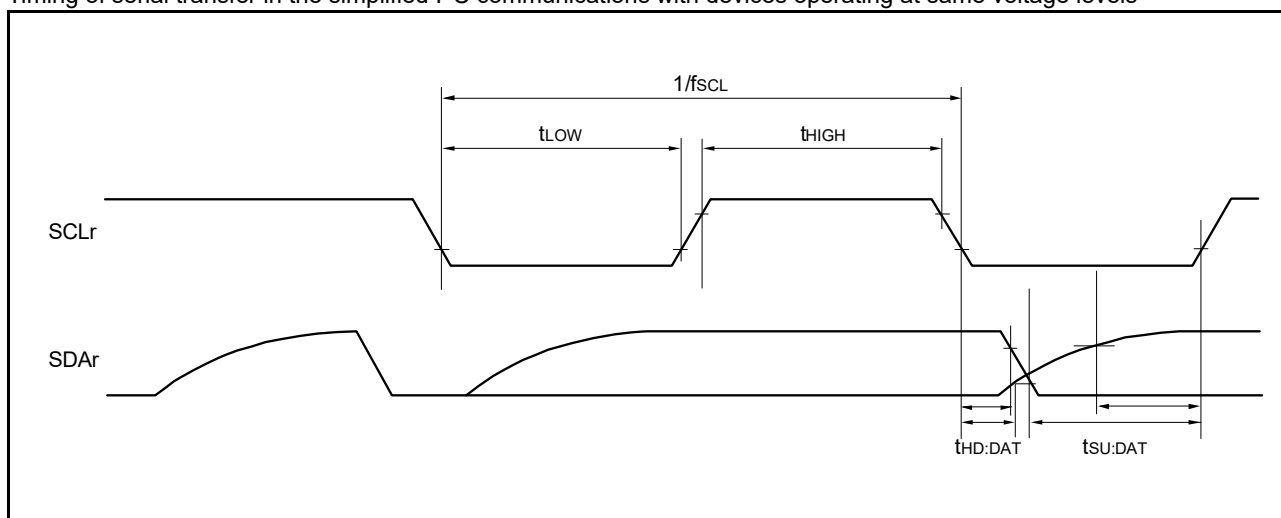 Timing of serial transfer in the simplified I²C communications with devices operating at same voltage levels
1/fSCL
tLOW
tHIGH
SCLr
SDAr
tHD:DAT
tSU:DAT